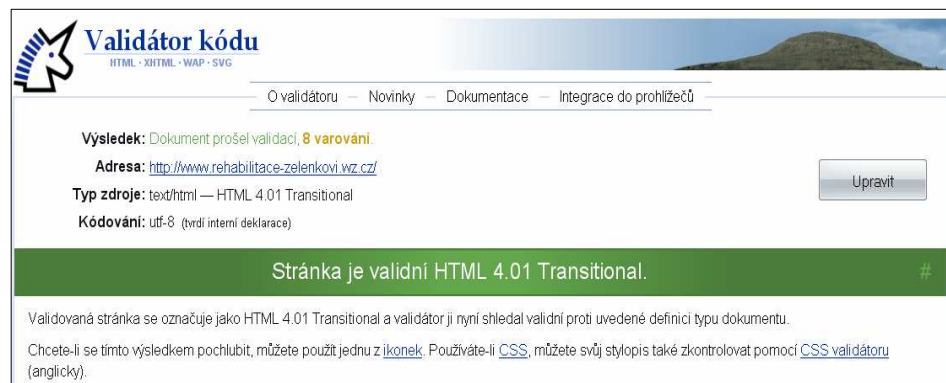 Validátor kódu
HTML · XHTML · WAP · SVG
O validátoru — Novinky — Dokumentace — Integrace do prohlížečů
Výsledek: Dokument prošel validací, 8 varování.
Adresa: http://www.rehabilitace-zelenkovi.wz.cz/
Typ zdroje: text/html — HTML 4.01 Transitional
Upravit
Kódování: utf-8 (tvrdí interní deklarace)
Stránka je validní HTML 4.01 Transitional. #
Validovaná stránka se označuje jako HTML 4.01 Transitional a validátor ji nyní shledal validní proti uvedené definici typu dokumentu.
Chcete-li se tímto výsledkem pochlubit, můžete použít jednu z ikonek. Používáte-li CSS, můžete svůj stylopis také zkontrolovat pomocí CSS validátoru
(anglicky).